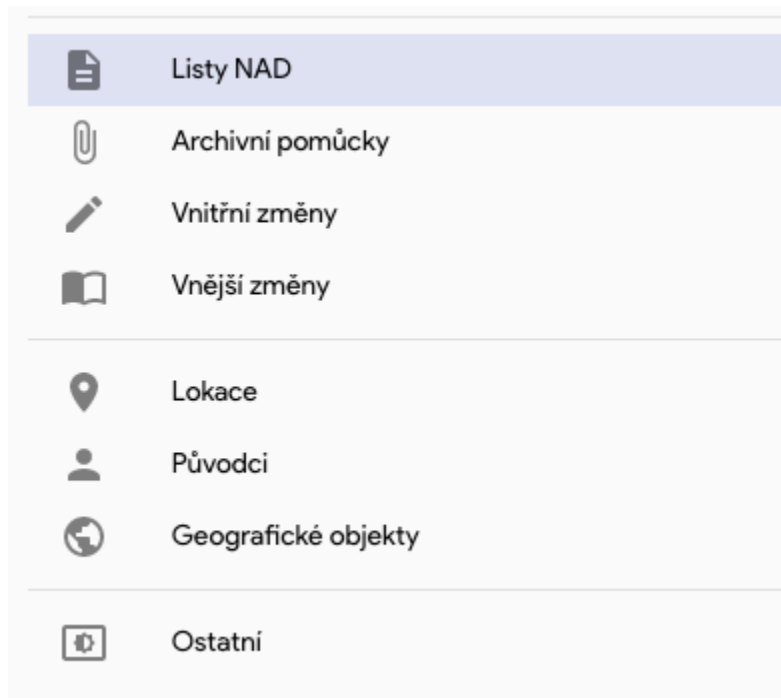 Listy NAD
Archivní pomůcky
Vnitřní změny
Vnější změny
Lokace
Původci
Geografické objekty
Ostatní